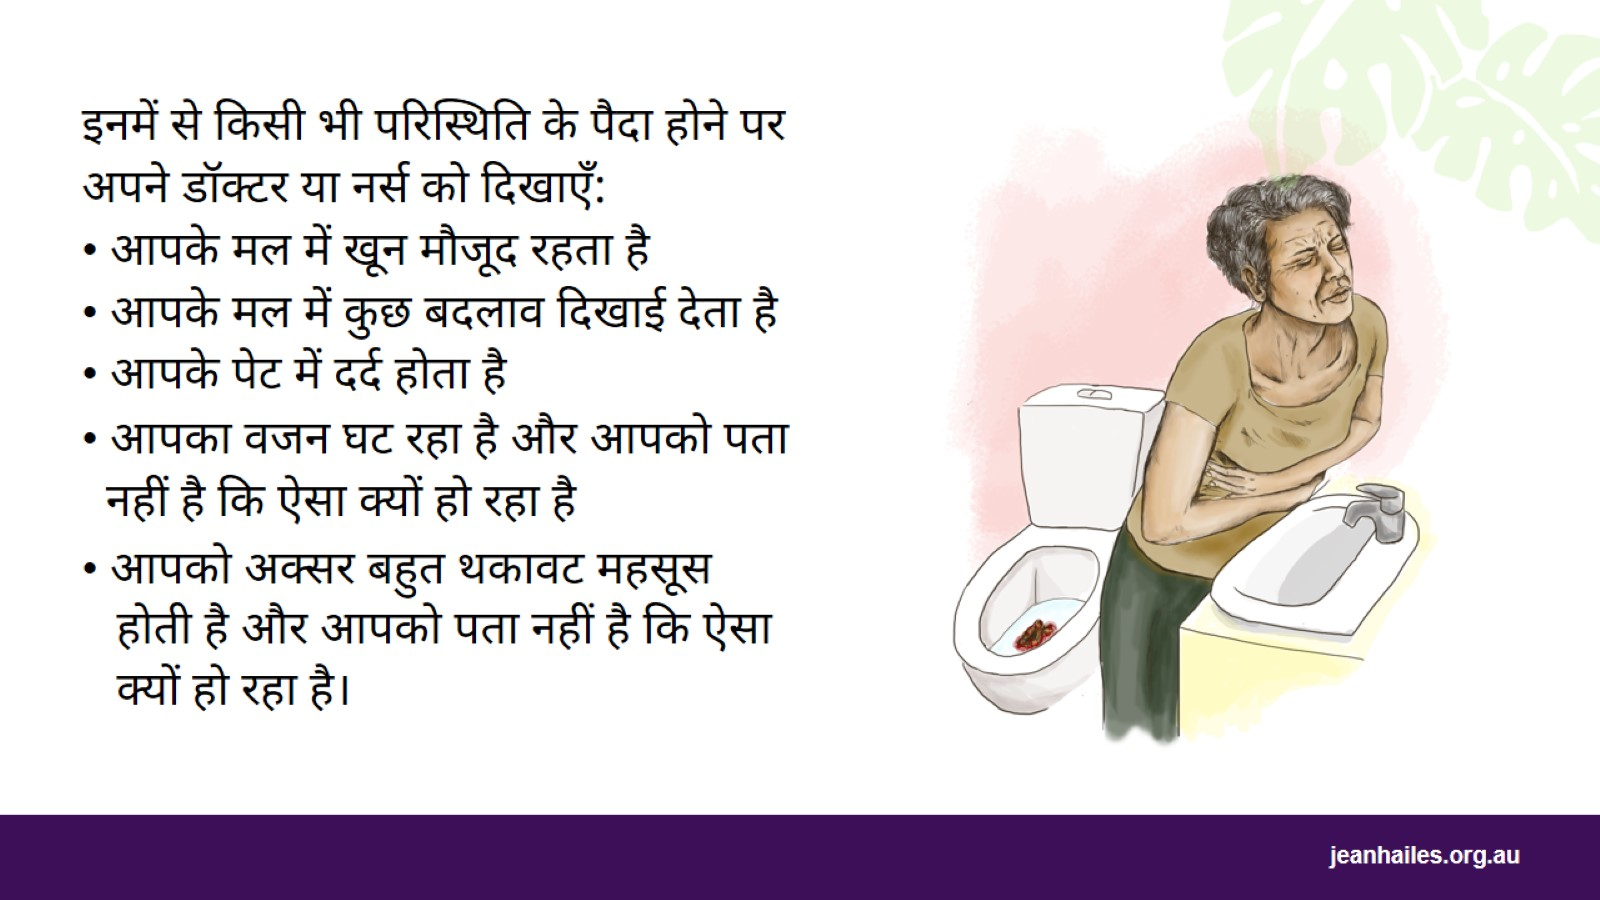 इनमें से किसी भी परिस्थिति के पैदा होने पर
अपने डॉक्टर या नर्स को दिखाएँ:
• आपके मल में खून मौजूद रहता है
• आपके मल में कुछ बदलाव दिखाई देता है
• आपके पेट में दर्द होता है
• आपका वजन घट रहा है और आपको पता
नहीं है कि ऐसा क्यों हो रहा है
• आपको अक्सर बहुत थकावट महसूस
होती है और आपको पता नहीं है कि ऐसा
क्यों हो रहा है।
jeanhailes.org.au